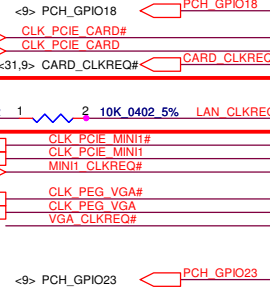 <9> PCH_GPIO18 PCH_GPIO18
CLK_PCIE_CARD#
CLK_PCIE_CARD
<31,9> CARD_CLKREQ# CARD_CLKREQ
1 2 10K_0402_5% LAN_CLKREQ
CLK_PCIE_MINI1#
CLK_PCIE_MINI1
MINI1_CLKREQ#
CLK_PEG_VGA#
CLK_PEG_VGA
VGA_CLKREQ#
<9> PCH_GPIO23 PCH_GPIO23